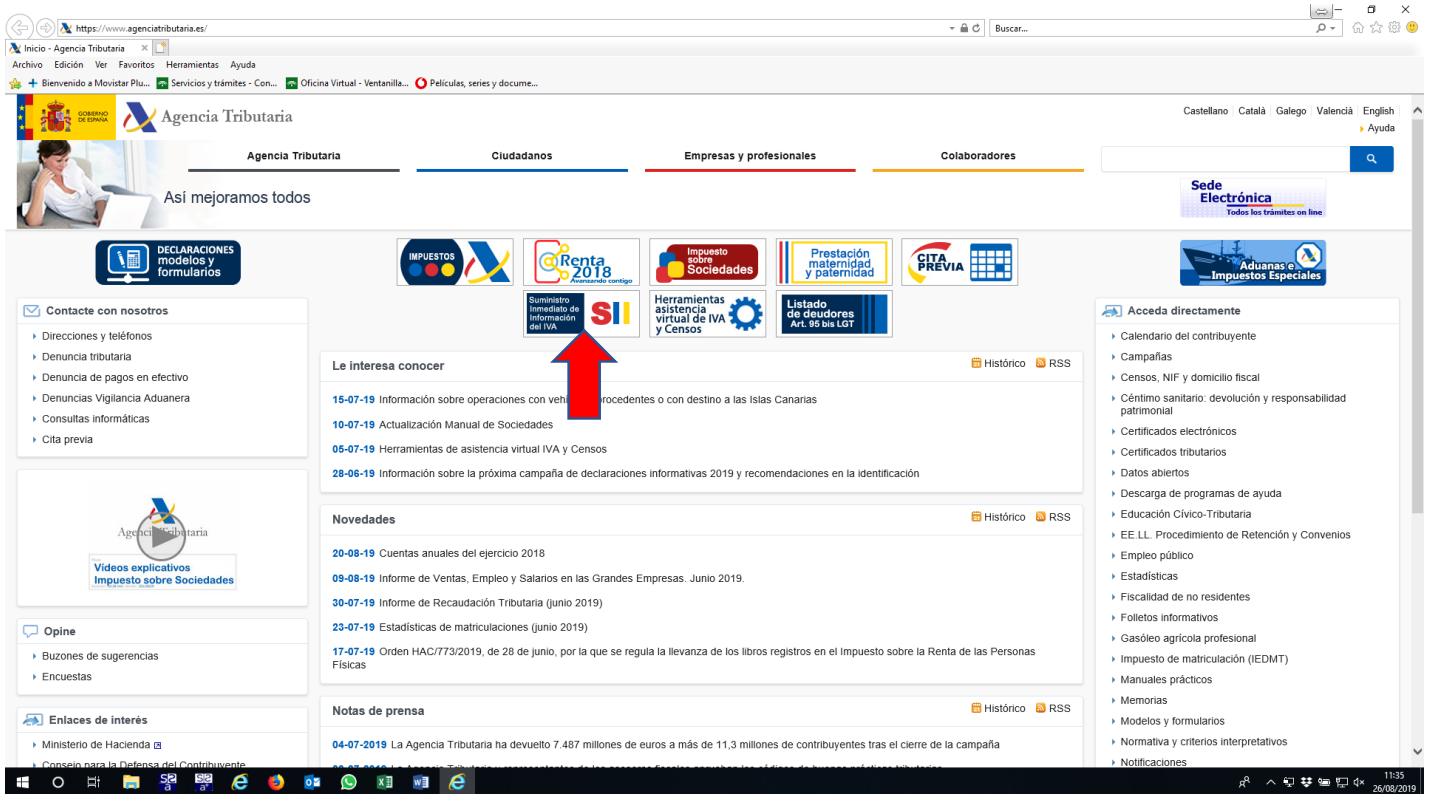 https://www.agenciatributaria.es/
Buscar...
Inicio - Agencia Tributaria
Archivo Edición Ver Favoritos Herramientas Ayuda
Bienvenido a Movistar Plu... Servicios y trámites - Con... Oficina Virtual - Ventanilla... Películas, series y docume...
GOBIERNO
DE ESPAÑA
Agencia Tributaria
Castellano Català Galego Valencià English
Ayuda
Agencia Tributaria Ciudadanos Empresas y profesionales Colaboradores
Así mejoramos todos
Sede
Electrónica
Todos los trámites on line
DECLARACIONES
modelos y
formularios
IMPUESTOS
Renta
2018
Avanzando contigo
Impuesto
sobre
Sociedades
Prestación
maternidad
y paternidad
CITA
PREVIA
Aduanas e
Impuestos Especiales
Suministro
Inmediato de
Información
del IVA
SII
Herramientas
asistencia
virtual de IVA
y Censos
Listado
de deudores
Art. 95 bis LGT
Contacte con nosotros
Direcciones y teléfonos
Denuncia tributaria
Denuncia de pagos en efectivo
Denuncias Vigilancia Aduanera
Consultas informáticas
Cita previa
Agencia Tributaria
Vídeos explicativos
Impuesto sobre Sociedades
Opine
Buzones de sugerencias
Encuestas
Enlaces de interés
Ministerio de Hacienda
Consejo para la Defensa del Contribuyente
Le interesa conocer
Histórico RSS
15-07-19 Información sobre operaciones con procedentes o con destino a las Islas Canarias
10-07-19 Actualización Manual de Sociedades
05-07-19 Herramientas de asistencia virtual IVA y Censos
28-06-19 Información sobre la próxima campaña de declaraciones informativas 2019 y recomendaciones en la identificación
Novedades
Histórico RSS
20-08-19 Cuentas anuales del ejercicio 2018
09-08-19 Informe de Ventas, Empleo y Salarios en las Grandes Empresas. Junio 2019.
30-07-19 Informe de Recaudación Tributaria (junio 2019)
23-07-19 Estadísticas de matriculaciones (junio 2019)
17-07-19 Orden HAC/773/2019, de 28 de junio, por la que se regula la llevanza de los libros registros en el Impuesto sobre la Renta de las Personas
Físicas
Notas de prensa
Histórico RSS
04-07-2019 La Agencia Tributaria ha devuelto 7.487 millones de euros a más de 11,3 millones de contribuyentes tras el cierre de la campaña
Acceda directamente
Calendario del contribuyente
Campañas
Censos, NIF y domicilio fiscal
Céntimo sanitario: devolución y responsabilidad
patrimonial
Certificados electrónicos
Certificados tributarios
Datos abiertos
Descarga de programas de ayuda
Educación Cívico-Tributaria
EE.LL. Procedimiento de Retención y Convenios
Empleo público
Estadísticas
Fiscalidad de no residentes
Folletos informativos
Gasóleo agrícola profesional
Impuesto de matriculación (IEDMT)
Manuales prácticos
Memorias
Modelos y formularios
Normativa y criterios interpretativos
Notificaciones
11:35
26/08/2019